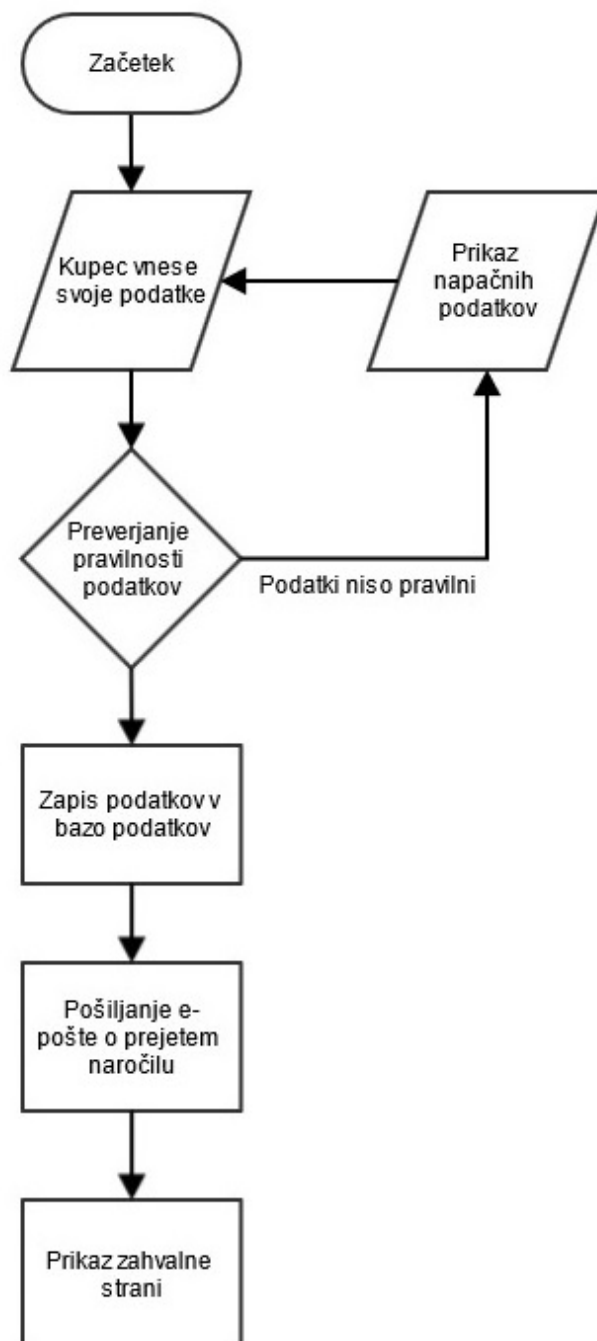 Začetek
Kupec vnese
svoje podatke
Prikaz
napačnih
podatkov
Preverjanje
pravilnosti
podatkov
Podatki niso pravilni
Zapis podatkov v
bazo podatkov
Pošiljanje e-
pošte o prejetem
naročilu
Prikaz zahvalne
strani